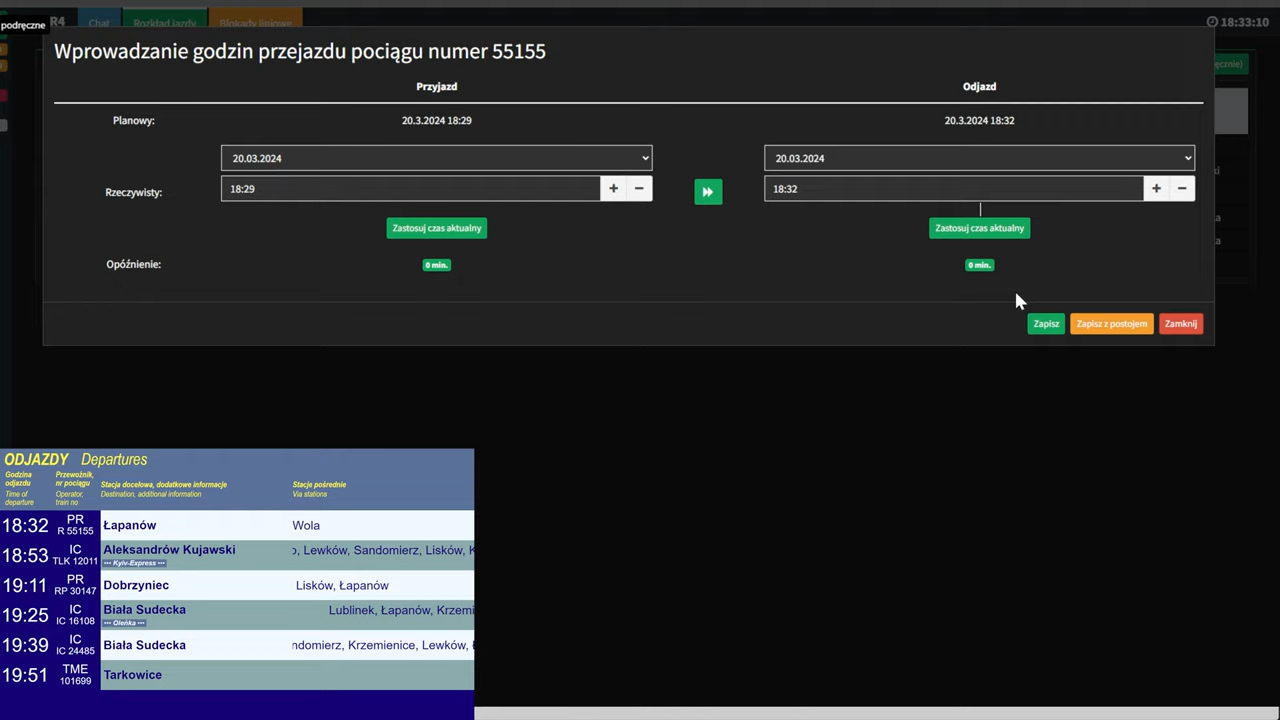 podręczne
R4
Chat
Rozkład jazdy
Blokady liniowe
18:33:10
Wprowadzanie godzin przejazdu pociągu numer 55155
Przyjazd
Odjazd
Planowy:
20.3.2024 18:29
20.3.2024 18:32
20.03.2024
20.03.2024
Rzeczywisty:
18:29
+
−
18:32
+
−
Zastosuj czas aktualny
Zastosuj czas aktualny
Opóźnienie:
0 min.
0 min.
Zapisz
Zapisz z postojem
Zamknij
ODJAZDY Departures
Godzina odjazdu
Time of departure
Przewoźnik, nr pociągu
Operator, train no
Stacja docelowa, dodatkowe informacje
Destination, additional information
Stacje pośrednie
Via stations
18:32 PR R 55155 Łapanów Wola
18:53 IC TLK 12011 Aleksandrów Kujawski ••• Kyiv-Express ••• Lewków, Sandomierz, Lisków,
19:11 PR RP 30147 Dobrzyniec Lisków, Łapanów
19:25 IC IC 16108 Biała Sudecka ••• Oleńka ••• Lublinek, Łapanów, Krzemi
19:39 IC IC 24485 Biała Sudecka ndomierz, Krzemienice, Lewków,
19:51 TME 101699 Tarkowice